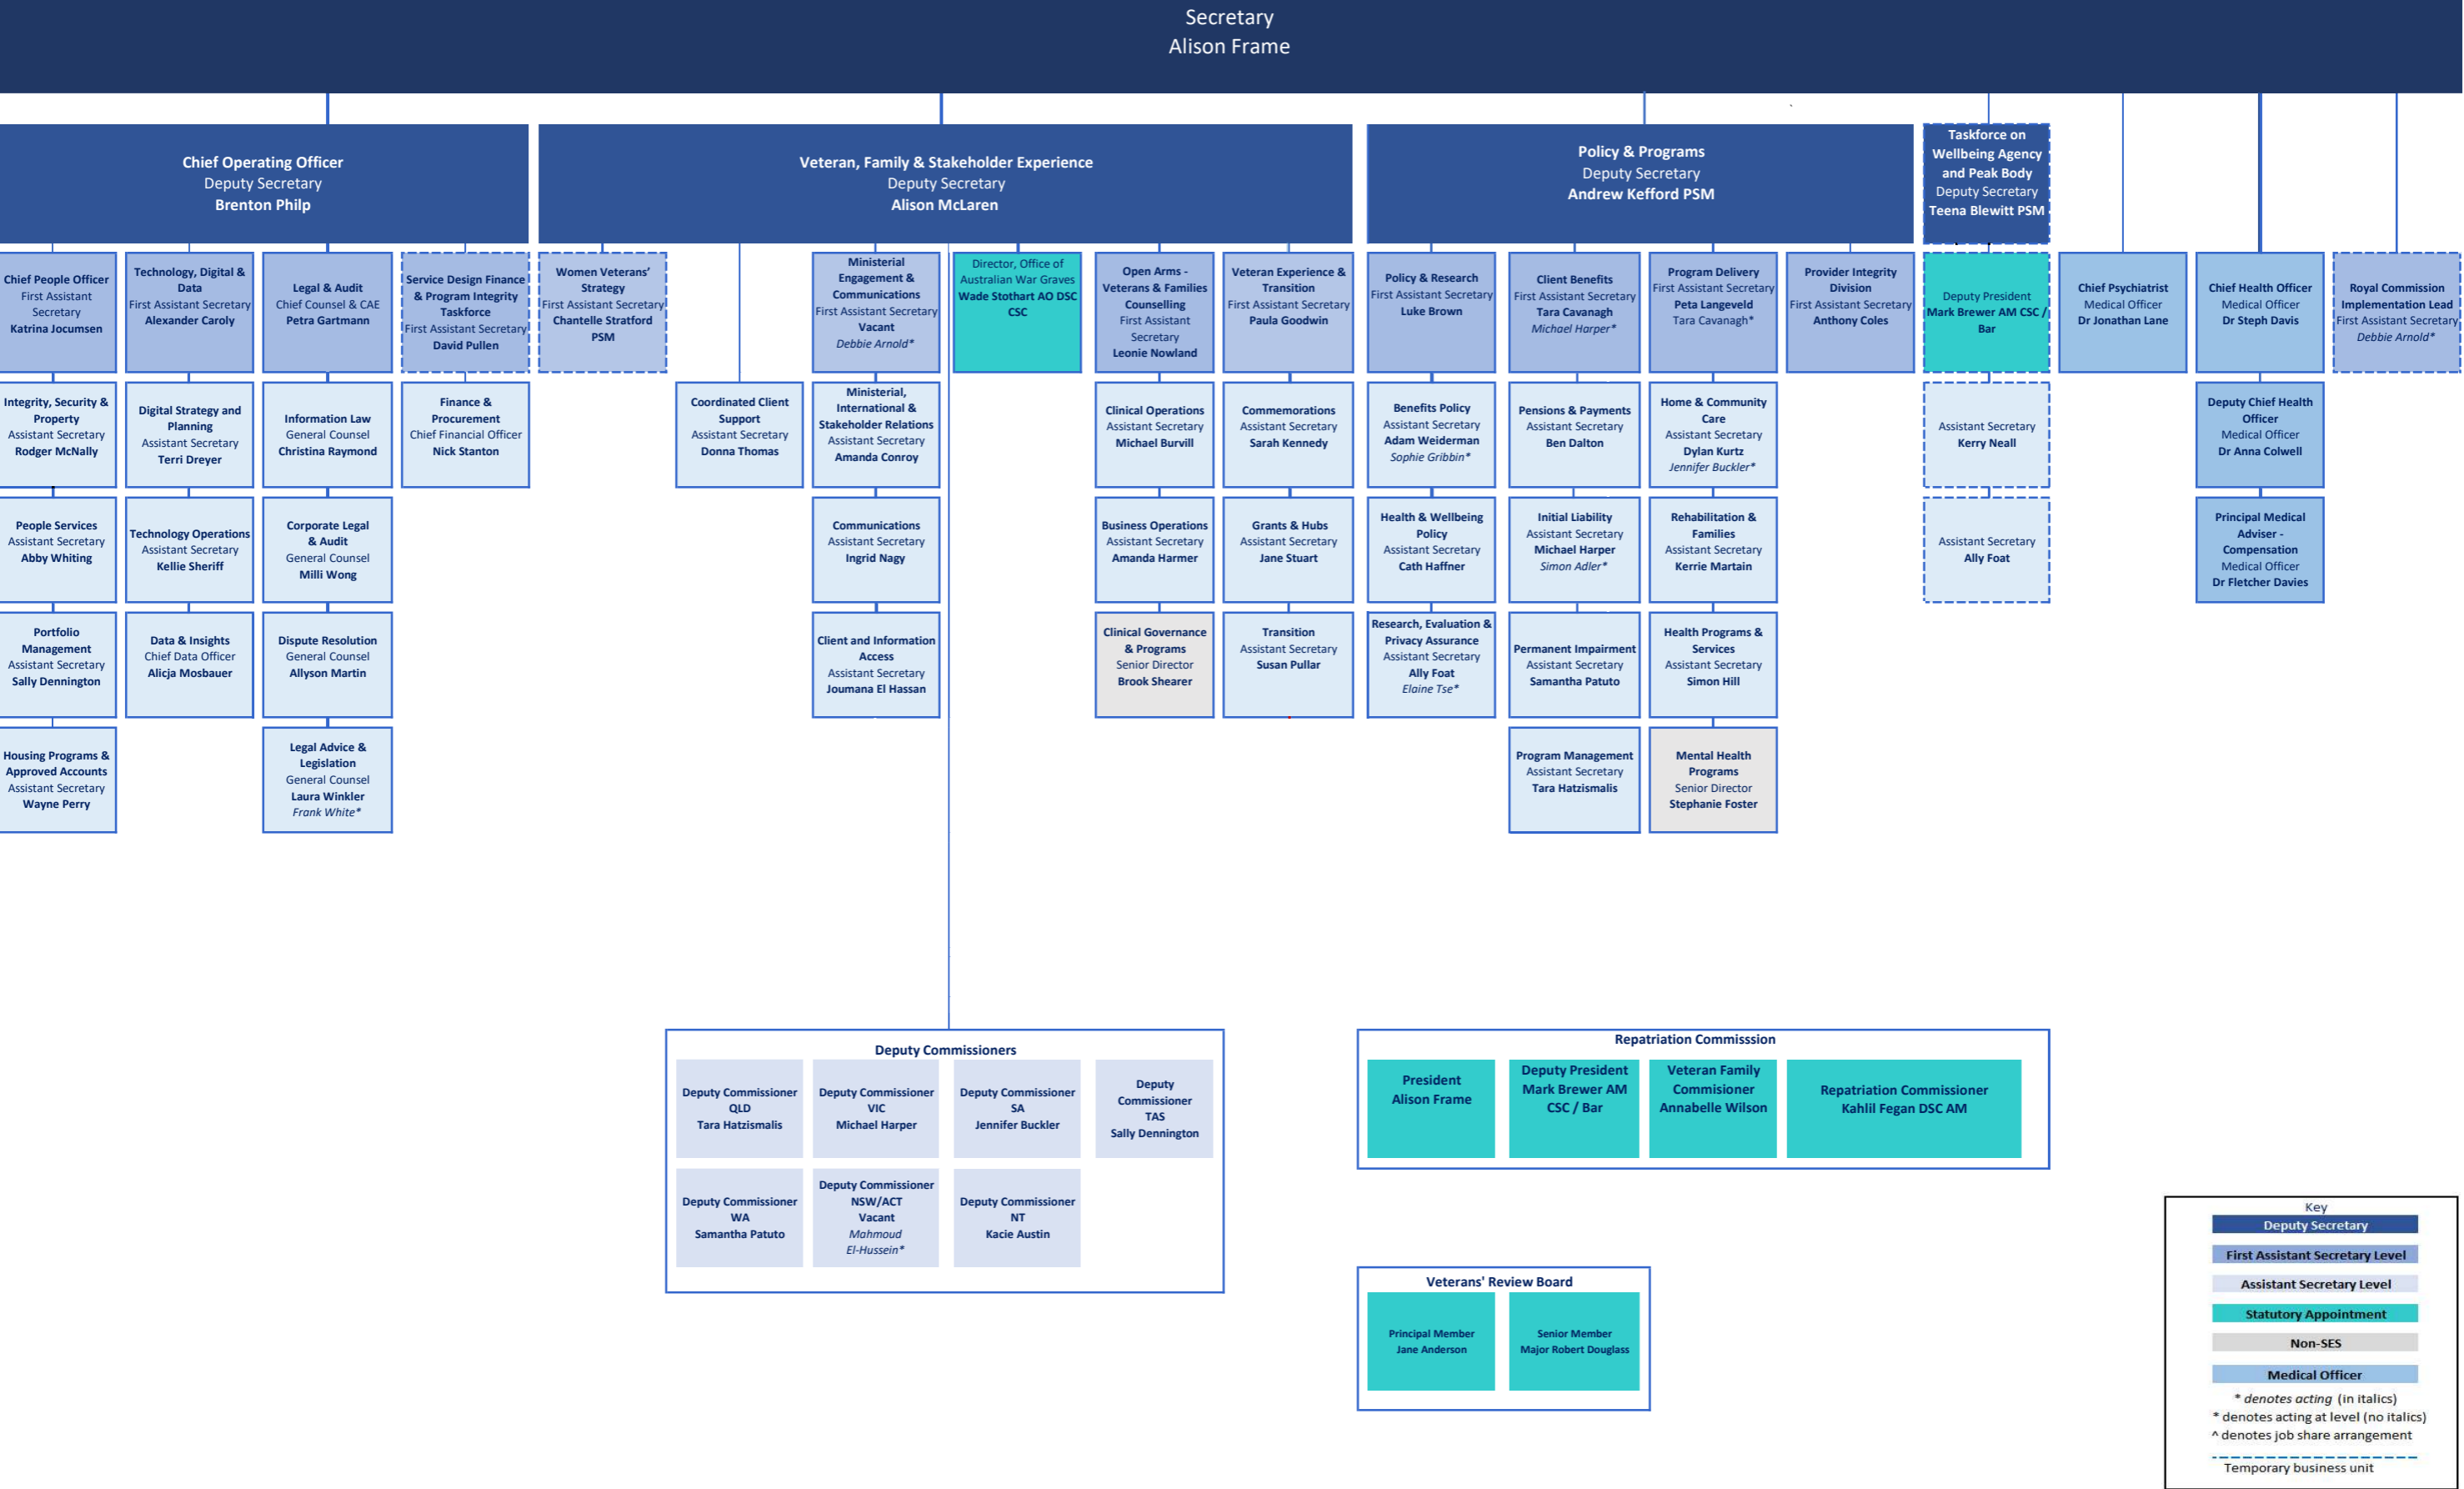 Secretary
Alison Frame
Chief Operating Officer
Deputy Secretary
Brenton Philp
Veteran, Family & Stakeholder Experience
Deputy Secretary
Alison McLaren
Policy & Programs
Deputy Secretary
Andrew Kefford PSM
Taskforce on
Wellbeing Agency
and Peak Body
Deputy Secretary
Teena Blewitt PSM
Chief People Officer
First Assistant
Secretary
Katrina Jocumsen
Technology, Digital &
Data
First Assistant Secretary
Alexander Caroly
Legal & Audit
Chief Counsel & CAE
Petra Gartmann
Service Design Finance
& Program Integrity
Taskforce
First Assistant Secretary
David Pullen
Women Veterans’
Strategy
First Assistant Secretary
Chantelle Stratford
PSM
Ministerial
Engagement &
Communications
First Assistant Secretary
Vacant
Debbie Arnold*
Director, Office of
Australian War Graves
Wade Stothart AO DSC
CSC
Open Arms -
Veterans & Families
Counselling
First Assistant
Secretary
Leonie Nowland
Veteran Experience &
Transition
First Assistant Secretary
Paula Goodwin
Policy & Research
First Assistant Secretary
Luke Brown
Client Benefits
First Assistant Secretary
Tara Cavanagh
Michael Harper*
Program Delivery
First Assistant Secretary
Peta Langeveld
Tara Cavanagh*
Provider Integrity
Division
First Assistant Secretary
Anthony Coles
Deputy President
Mark Brewer AM CSC /
Bar
Chief Psychiatrist
Medical Officer
Dr Jonathan Lane
Chief Health Officer
Medical Officer
Dr Steph Davis
Royal Commission
Implementation Lead
First Assistant Secretary
Debbie Arnold*
Integrity, Security &
Property
Assistant Secretary
Rodger McNally
Digital Strategy and
Planning
Assistant Secretary
Terri Dreyer
Information Law
General Counsel
Christina Raymond
Finance &
Procurement
Chief Financial Officer
Nick Stanton
Coordinated Client
Support
Assistant Secretary
Donna Thomas
Ministerial,
International &
Stakeholder Relations
Assistant Secretary
Amanda Conroy
Clinical Operations
Assistant Secretary
Michael Burvill
Commemorations
Assistant Secretary
Sarah Kennedy
Benefits Policy
Assistant Secretary
Adam Weiderman
Sophie Gribbin*
Pensions & Payments
Assistant Secretary
Ben Dalton
Home & Community
Care
Assistant Secretary
Dylan Kurtz
Jennifer Buckler*
Assistant Secretary
Kerry Neall
Deputy Chief Health
Officer
Medical Officer
Dr Anna Colwell
People Services
Assistant Secretary
Abby Whiting
Technology Operations
Assistant Secretary
Kellie Sheriff
Corporate Legal
& Audit
General Counsel
Milli Wong
Communications
Assistant Secretary
Ingrid Nagy
Business Operations
Assistant Secretary
Amanda Harmer
Grants & Hubs
Assistant Secretary
Jane Stuart
Health & Wellbeing
Policy
Assistant Secretary
Cath Haffner
Initial Liability
Assistant Secretary
Michael Harper
Simon Adler*
Rehabilitation &
Families
Assistant Secretary
Kerrie Martain
Assistant Secretary
Ally Foat
Principal Medical
Adviser -
Compensation
Medical Officer
Dr Fletcher Davies
Portfolio
Management
Assistant Secretary
Sally Dennington
Data & Insights
Chief Data Officer
Alicja Mosbauer
Dispute Resolution
General Counsel
Allyson Martin
Client and Information
Access
Assistant Secretary
Joumana El Hassan
Clinical Governance
& Programs
Senior Director
Brook Shearer
Transition
Assistant Secretary
Susan Pullar
Research, Evaluation &
Privacy Assurance
Assistant Secretary
Ally Foat
Elaine Tse*
Permanent Impairment
Assistant Secretary
Samantha Patuto
Health Programs &
Services
Assistant Secretary
Simon Hill
Housing Programs &
Approved Accounts
Assistant Secretary
Wayne Perry
Legal Advice &
Legislation
General Counsel
Laura Winkler
Frank White*
Program Management
Assistant Secretary
Tara Hatzismalis
Mental Health
Programs
Senior Director
Stephanie Foster
Deputy Commissioners
Deputy Commissioner
QLD
Tara Hatzismalis
Deputy Commissioner
VIC
Michael Harper
Deputy Commissioner
SA
Jennifer Buckler
Deputy
Commissioner
TAS
Sally Dennington
Deputy Commissioner
WA
Samantha Patuto
Deputy Commissioner
NSW/ACT
Vacant
Mahmoud
El-Hussein*
Deputy Commissioner
NT
Kacie Austin
Repatriation Commisssion
President
Alison Frame
Deputy President
Mark Brewer AM
CSC / Bar
Veteran Family
Commisioner
Annabelle Wilson
Repatriation Commissioner
Kahlil Fegan DSC AM
Veterans' Review Board
Principal Member
Jane Anderson
Senior Member
Major Robert Douglass
Key
Deputy Secretary
First Assistant Secretary Level
Assistant Secretary Level
Statutory Appointment
Non-SES
Medical Officer
* denotes acting (in italics)
* denotes acting at level (no italics)
^ denotes job share arrangement
Temporary business unit